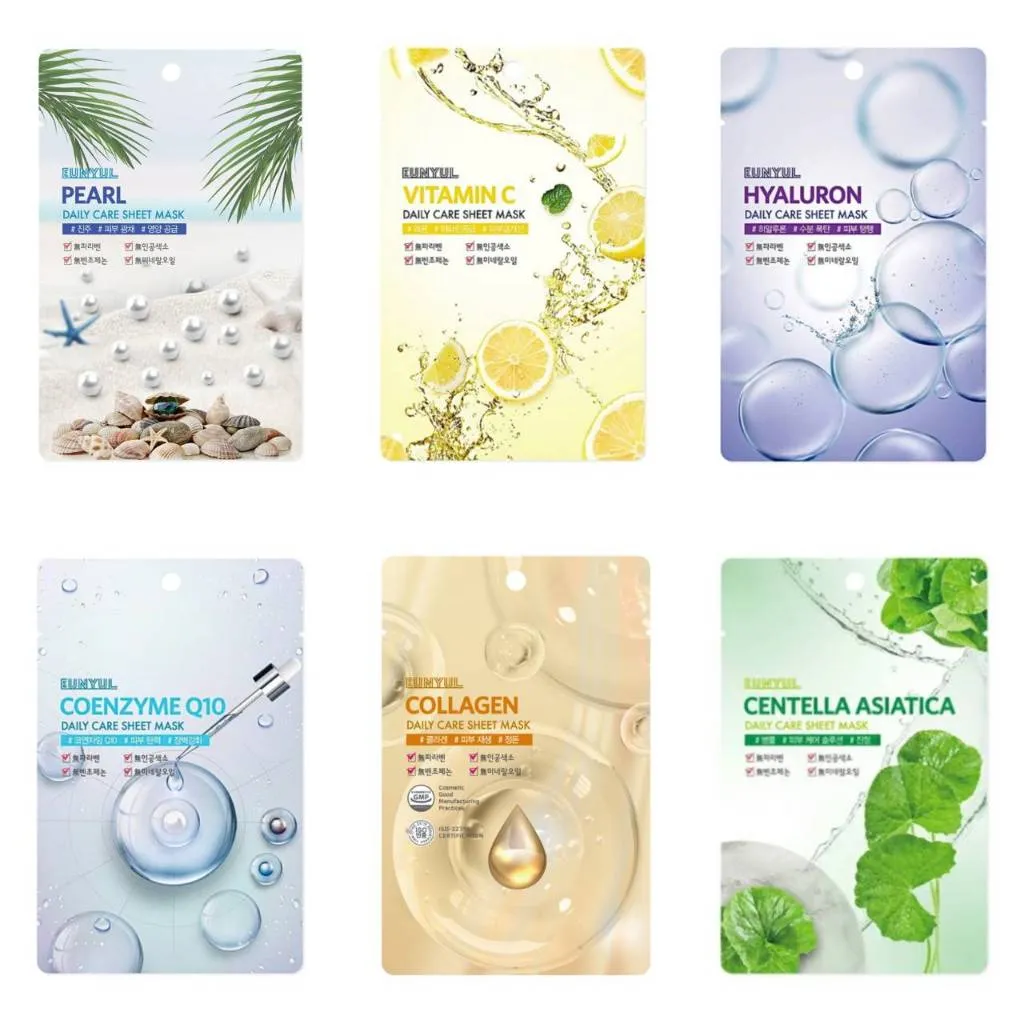 EUNYUL
PEARL
DAILY CARE SHEET MASK
# 진주 # 피부 광채 # 영양 공급
無파라벤 無인공색소
無벤조페논 無미네랄오일
EUNYUL
VITAMIN C
DAILY CARE SHEET MASK
無파라벤 無인공색소
無벤조페논 無미네랄오일
EUNYUL
HYALURON
DAILY CARE SHEET MASK
# 히알루론 # 수분 폭탄 # 피부 탱탱
無파라벤 無인공색소
無벤조페논 無미네랄오일
EUNYUL
COENZYME Q10
DAILY CARE SHEET MASK
# 코엔자임 Q10 # 피부 탄력 # 장벽강화
無파라벤 無인공색소
無벤조페논 無미네랄오일
EUNYUL
COLLAGEN
DAILY CARE SHEET MASK
# 콜라겐 # 피부 재생 # 정돈
無파라벤 無인공색소
無벤조페논 無미네랄오일
GMP
Cosmetic
Good
Manufacturing
Practices
ISO
EUNYUL
CENTELLA ASIATICA
DAILY CARE SHEET MASK
# 병풀 # 피부 케어 솔루션 # 진정
無파라벤 無인공색소
無벤조페논 無미네랄오일